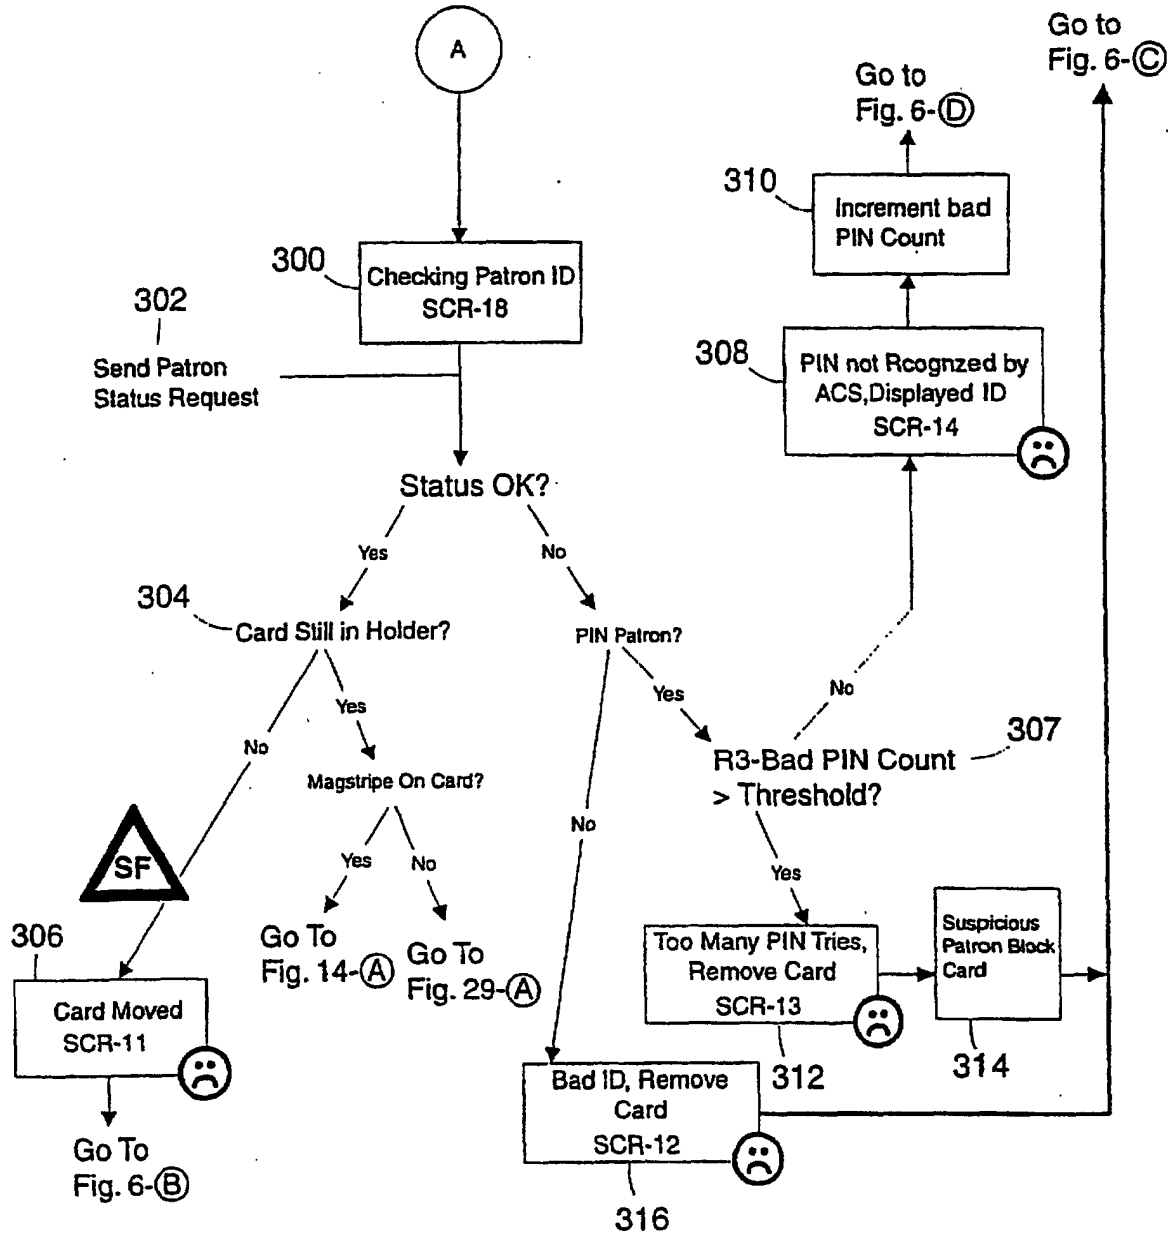 A
Go to
Fig. 6-C
Go to
Fig. 6-D
310
Increment bad
PIN Count
300
Checking Patron ID
SCR-18
302
Send Patron
Status Request
308
PIN not Rcognzed by
ACS,Displayed ID
SCR-14
Status OK?
Yes
No
304
Card Still in Holder?
PIN Patron?
Yes
No
Yes
No
307
R3-Bad PIN Count
> Threshold?
Magstripe On Card?
No
Yes
SF
Yes
No
306
Go To
Fig. 14-A
Go To
Fig. 29-A
Too Many PIN Tries,
Remove Card
SCR-13
Suspicious
Patron Block
Card
Card Moved
SCR-11
312
314
Bad ID, Remove
Card
SCR-12
Go To
Fig. 6-B
316